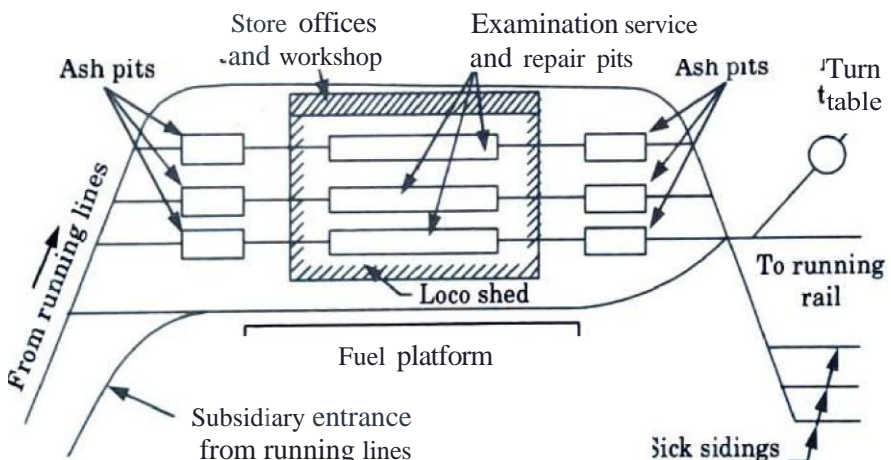 Store offices
and workshop
Examination service
and repair pits
Ash pits
Ash pits
Turn
table
From running lines
Loco shed
To running
rail
Fuel platform
Subsidiary entrance
from running lines
Sick sidings